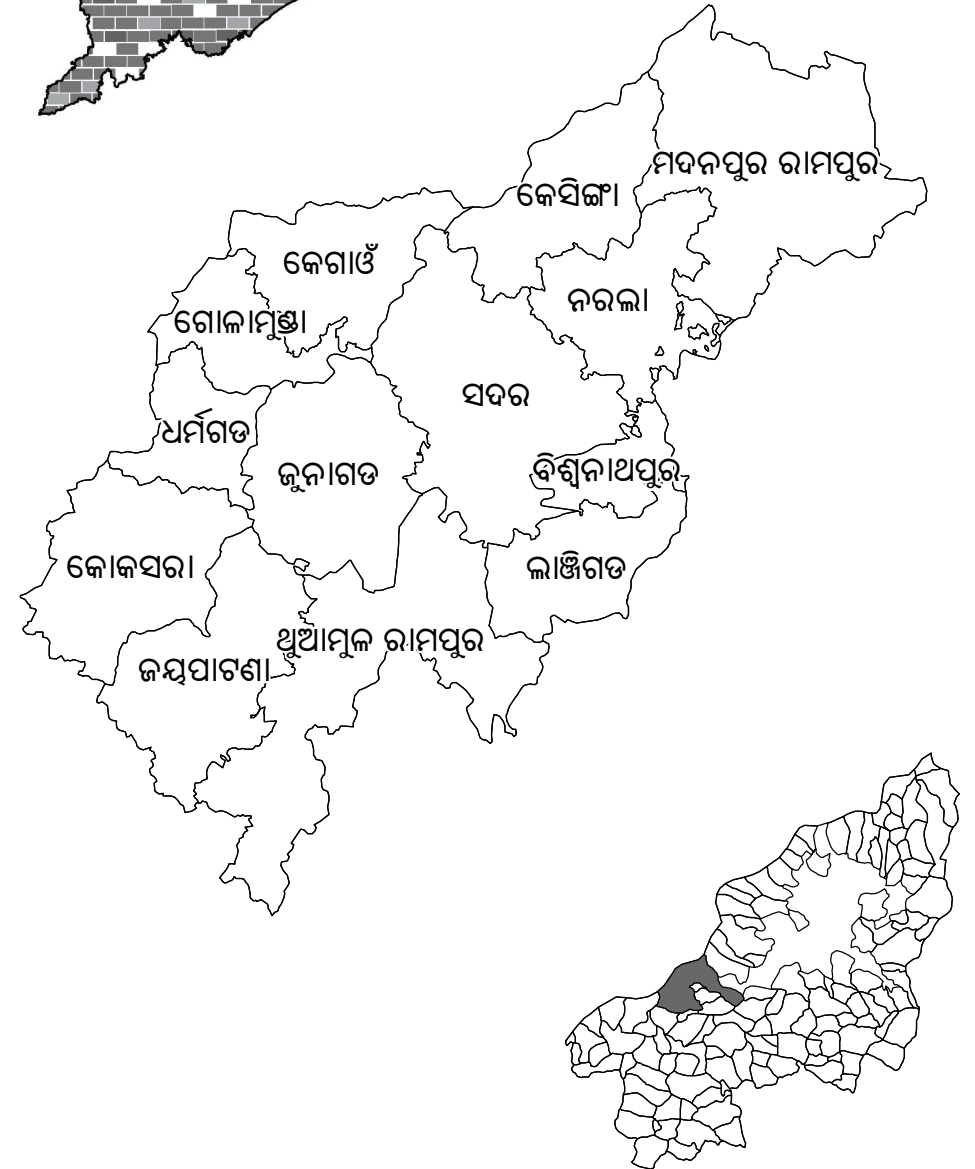 ମଦନପୁର ରାମପୁର
କେସିଙ୍ଗା
କେଗାଓଁ
ନରଲା
ଗୋଳାମୁଣ୍ଡା
ସଦର
ଧର୍ମଗଡ
ଜୁନାଗଡ
ବିଶ୍ୱନାଥପୁର
କୋକସରା
ଲାଞ୍ଜିଗଡ
ଥୁଆମୁଳ ରାମପୁର
ଜୟପାଟଣା